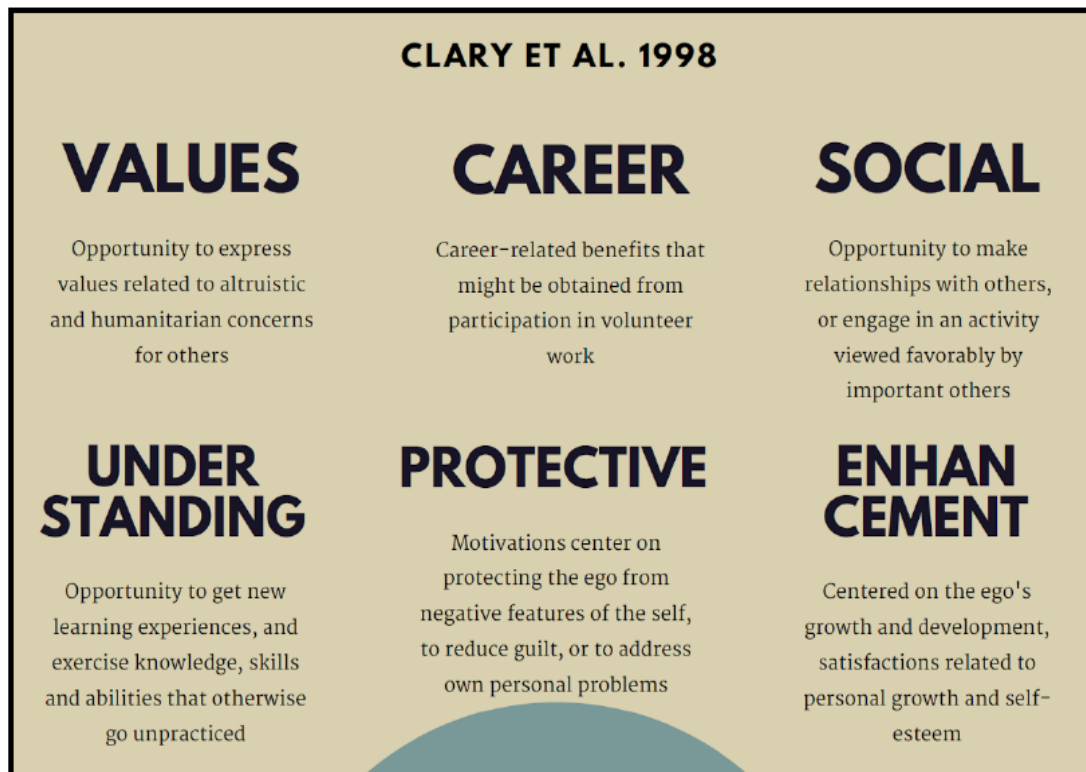 CLARY ET AL. 1998
VALUES
Opportunity to express
values related to altruistic
and humanitarian concerns
for others
CAREER
Career-related benefits that
might be obtained from
participation in volunteer
work
SOCIAL
Opportunity to make
relationships with others,
or engage in an activity
viewed favorably by
important others
UNDER
STANDING
Opportunity to get new
learning experiences, and
exercise knowledge, skills
and abilities that otherwise
go unpracticed
PROTECTIVE
Motivations center on
protecting the ego from
negative features of the self,
to reduce guilt, or to address
own personal problems
ENHAN
CEMENT
Centered on the ego's
growth and development,
satisfactions related to
personal growth and self-
esteem